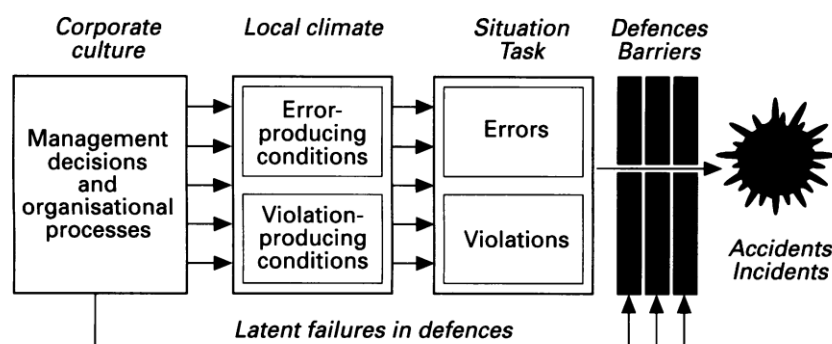 Corporate
culture
Local climate
Situation
Task
Defences
Barriers
Management
decisions
and
organisational
processes
Error-
producing
conditions
Violation-
producing
conditions
Errors
Violations
Accidents
Incidents
Latent failures in defences